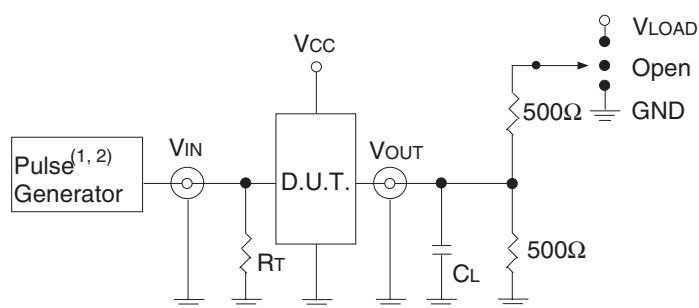 VLOAD
VCC
Open
500Ω
GND
Pulse(1, 2)
Generator
VIN
D.U.T.
VOUT
RT
CL
500Ω